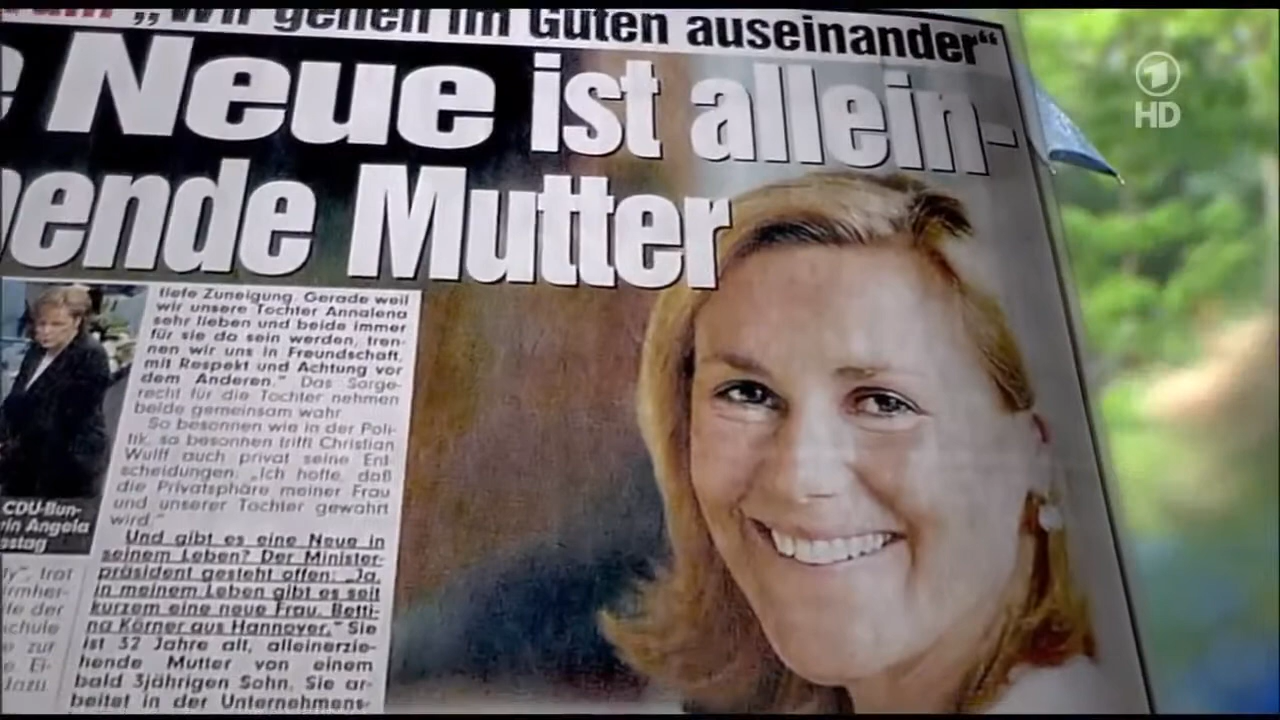 „Wir gehen im Guten auseinander“
Neue ist allein-
ende Mutter
1
HD
tiefe Zuneigung. Gerade weil
wir unsere Tochter Annalena
sehr lieben und beide immer
für sie da sein werden, tren-
nen wir uns in Freundschaft,
mit Respekt und Achtung vor
dem Anderen.“ Das Sorge-
recht für die Tochter nehmen
beide gemeinsam wahr
So besonnen wie in der Poli-
tik, so besonnen trifft Christian
Wulff auch privat seine Ent-
scheidungen. „Ich hoffe, daß
die Privatsphäre meiner Frau
und unserer Tochter gewahrt
wird.“
Und gibt es eine Neue in
seinem Leben? Der Minister-
präsident gesteht offen: „Ja,
in meinem Leben gibt es seit
kurzem eine neue Frau. Betti-
na Körner aus Hannover.“ Sie
ist 32 Jahre alt, alleinerzie-
hende Mutter von einem
bald 3jährigen Sohn. Sie ar-
beitet in der Unternehmens-
CDU-Bun-
rin Angela
stag
trat
rmher-
te der
schule
zur
Ei-
dazu